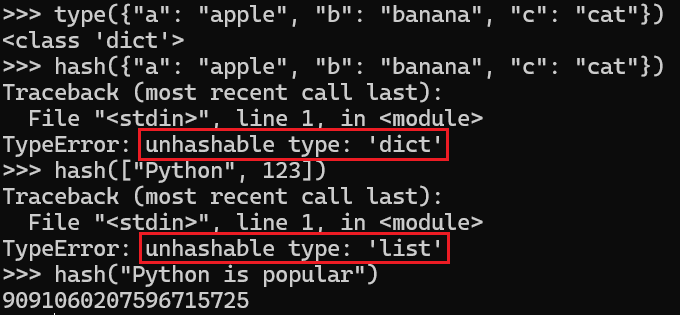 >>> type({"a": "apple", "b": "banana", "c": "cat"})
<class 'dict'>
>>> hash({"a": "apple", "b": "banana", "c": "cat"})
Traceback (most recent call last):
  File "<stdin>", line 1, in <module>
TypeError: unhashable type: 'dict'
>>> hash(["Python", 123])
Traceback (most recent call last):
  File "<stdin>", line 1, in <module>
TypeError: unhashable type: 'list'
>>> hash("Python is popular")
9091060207596715725